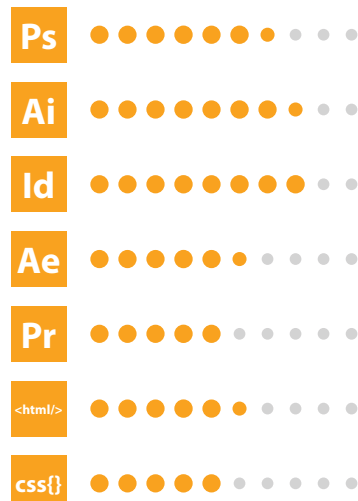 Ps
Ai
Id
Ae
Pr
<html/>
css{}